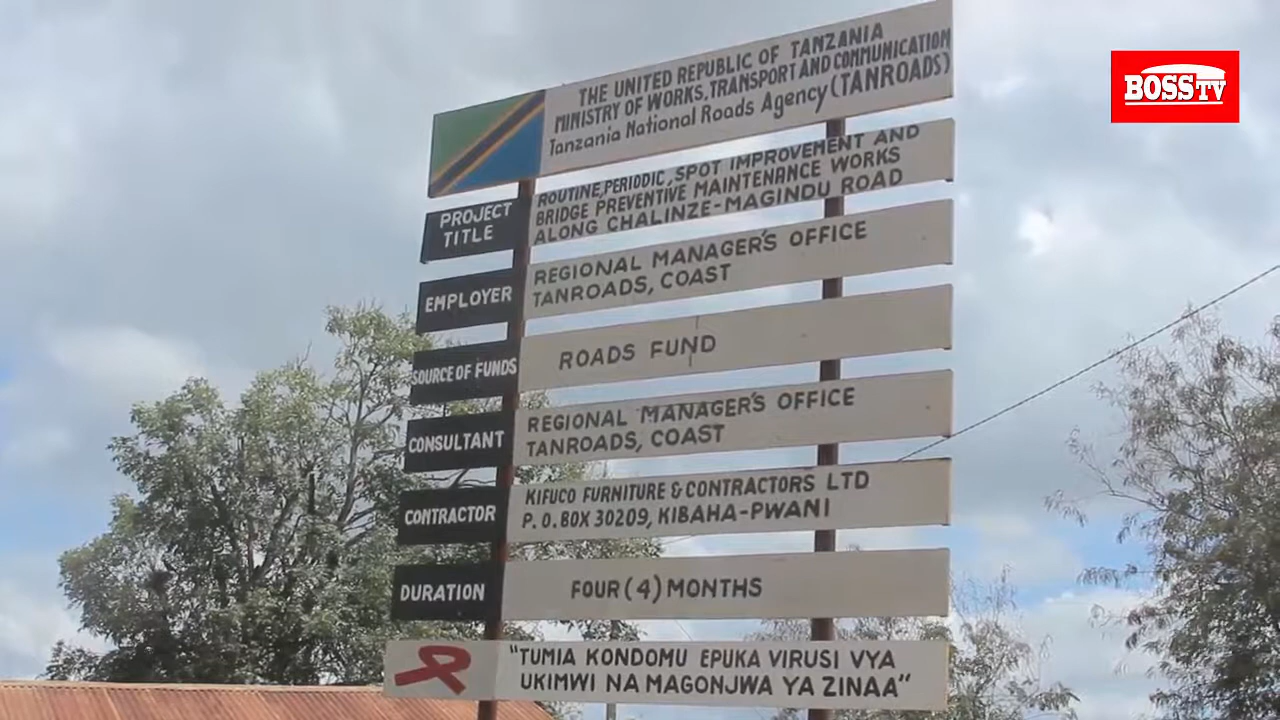 THE UNITED REPUBLIC OF TANZANIA
MINISTRY OF WORKS, TRANSPORT AND COMMUNICATION
Tanzania National Roads Agency (TANROADS)
PROJECT
TITLE
ROUTINE, PERIODIC, SPOT IMPROVEMENT AND
BRIDGE PREVENTIVE MAINTENANCE WORKS
ALONG CHALINZE-MAGINDU ROAD
EMPLOYER
REGIONAL MANAGER'S OFFICE
TANROADS, COAST
SOURCE OF FUNDS
ROADS FUND
CONSULTANT
REGIONAL MANAGER'S OFFICE
TANROADS, COAST
CONTRACTOR
KIFUCO FURNITURE & CONTRACTORS LTD
P. O. BOX 30209, KIBAHA-PWANI
DURATION
FOUR (4) MONTHS
"TUMIA KONDOMU EPUKA VIRUSI VYA
UKIMWI NA MAGONJWA YA ZINAA"
BOSS TV